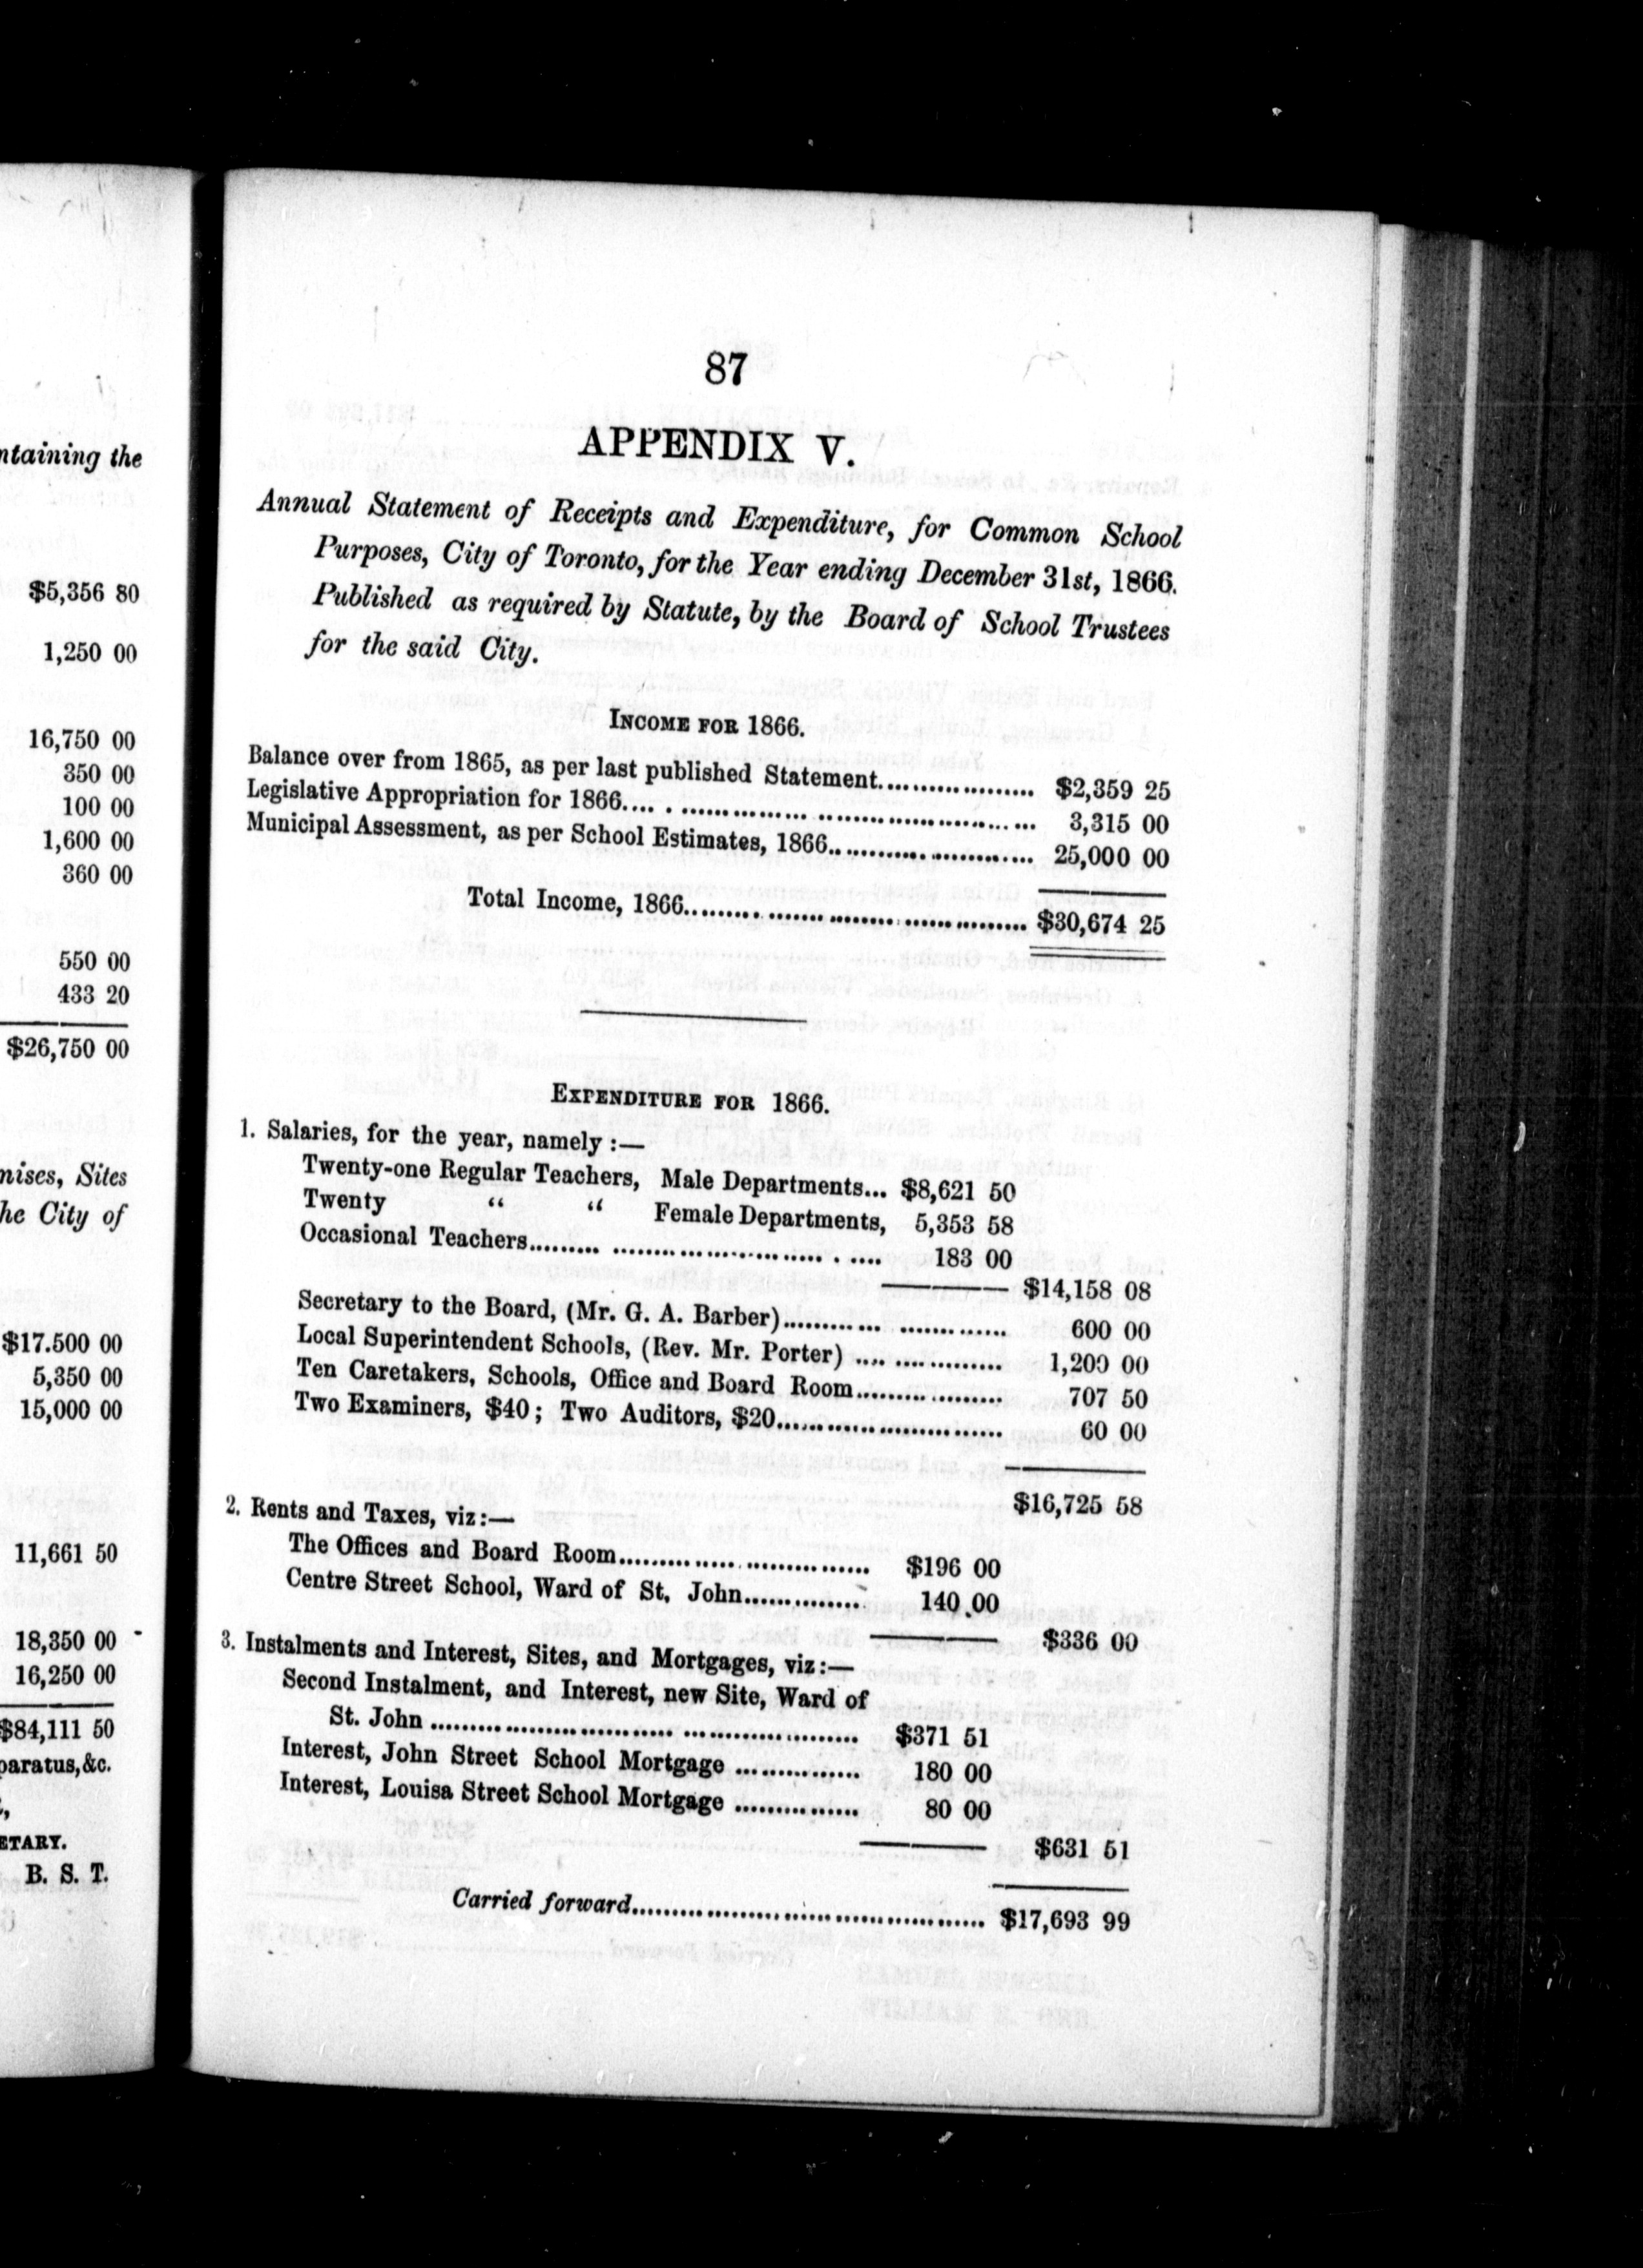 ntaining the
$5,356 80
1,250 00
16,750 00
350 00
100 00
1,600 00
360 00
550 00
433 20
$26,750 00
mises, Sites
he City of
$17.500 00
5,350 00
15,000 00
11,661 50
18,350 00
16,250 00
$84,111 50
paratus,&c.
ETARY.
B. S. T.
87
APPENDIX V.
Annual Statement of Receipts and Expenditure, for Common School
Purposes, City of Toronto, for the Year ending December 31st, 1866.
Published as required by Statute, by the Board of School Trustees
for the said City.
INCOME FOR 1866.
Balance over from 1865, as per last published Statement.................. $2,359 25
Legislative Appropriation for 1866.... . .............. ......................... 3,315 00
Municipal Assessment, as per School Estimates, 1866......................... 25,000 00
Total Income, 1866.......................................... $30,674 25
EXPENDITURE FOR 1866.
1. Salaries, for the year, namely :—
Twenty-one Regular Teachers, Male Departments... $8,621 50
Twenty " " Female Departments, 5,353 58
Occasional Teachers......... ........................ . .... 183 00
$14,158 08
Secretary to the Board, (Mr. G. A. Barber)............ ............. 600 00
Local Superintendent Schools, (Rev. Mr. Porter) .... ............. 1,200 00
Ten Caretakers, Schools, Office and Board Room.................. 707 50
Two Examiners, $40; Two Auditors, $20............................ 60 00
$16,725 58
2. Rents and Taxes, viz:—
The Offices and Board Room.............. ................ $196 00
Centre Street School, Ward of St. John.............. 140.00
$336 00
3. Instalments and Interest, Sites, and Mortgages, viz:—
Second Instalment, and Interest, new Site, Ward of
St. John .............................. ..................... $371 51
Interest, John Street School Mortgage ............... 180 00
Interest, Louisa Street School Mortgage ............... 80 00
$631 51
Carried forward............................................ $17,693 99